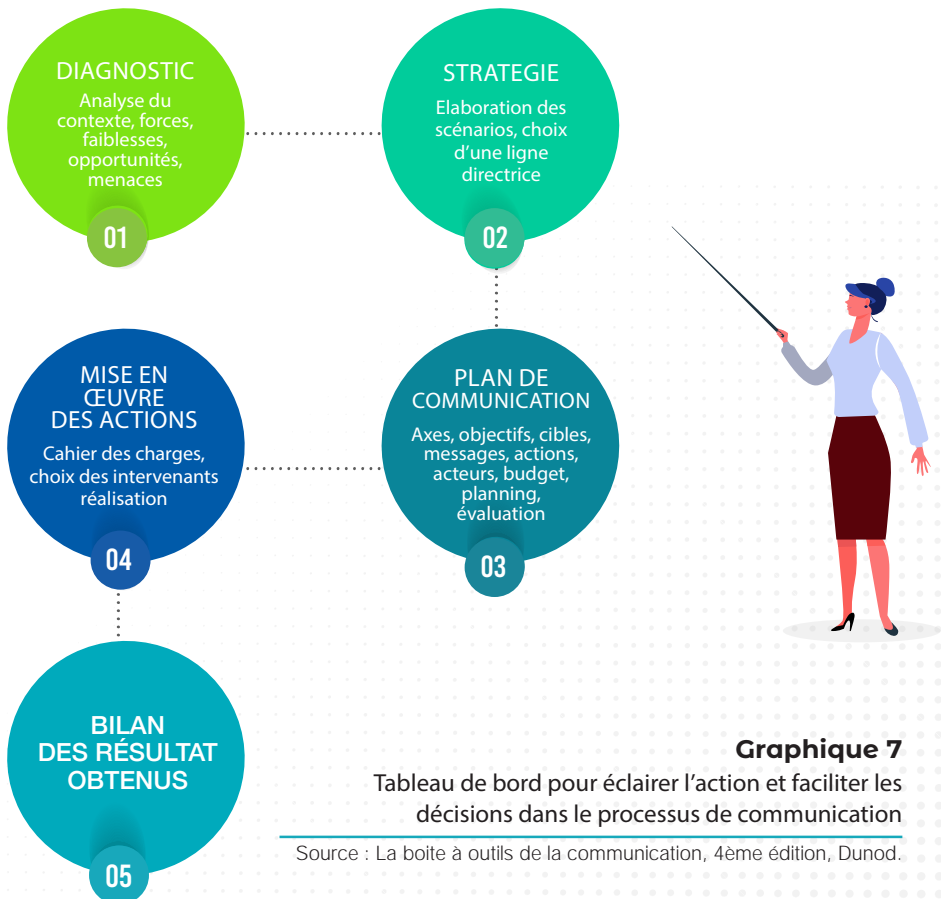 DIAGNOSTIC
Analyse du
contexte, forces,
faiblesses,
opportunités,
menaces
01
STRATEGIE
Elaboration des
scénarios, choix
d'une ligne
directrice
02
PLAN DE
COMMUNICATION
Axes, objectifs, cibles,
messages, actions,
acteurs, budget,
planning,
évaluation
03
MISE EN
ŒUVRE
DES ACTIONS
Cahier des charges,
choix des intervenants
réalisation
04
BILAN
DES RÉSULTAT
OBTENUS
05
Graphique 7
Tableau de bord pour éclairer l'action et faciliter les
décisions dans le processus de communication
Source : La boite à outils de la communication, 4ème édition, Dunod.